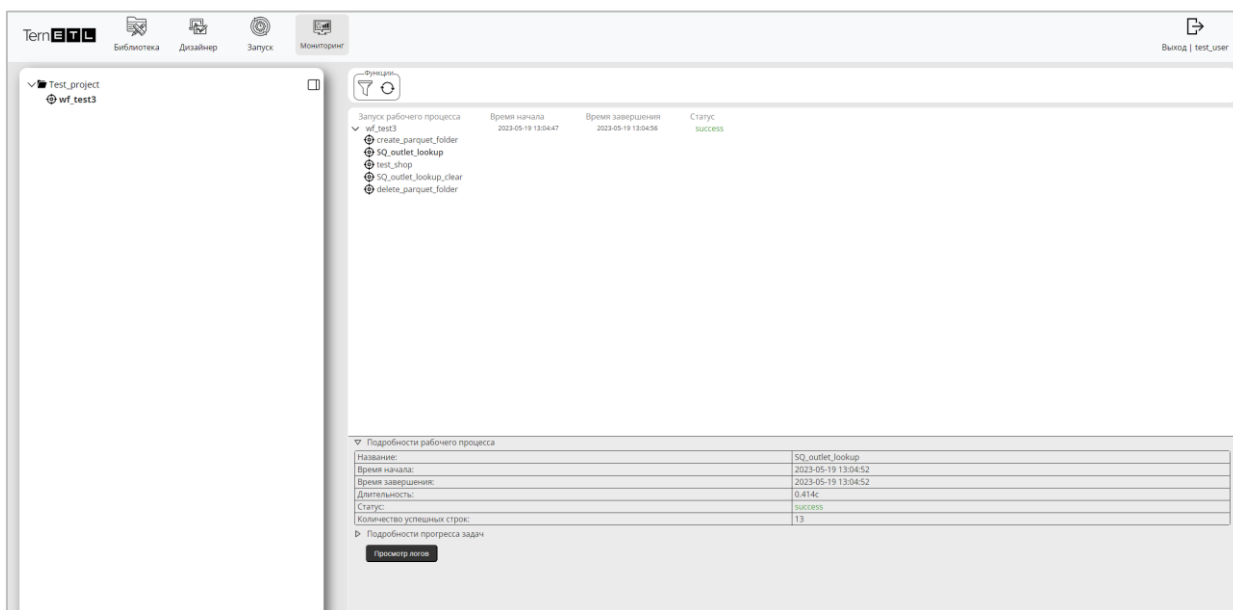 TernETL
Библиотека Дизайнер Запуск Мониторинг
Выход | test_user
Test_project
wf_test3
Функции
Запуск рабочего процесса Время начала Время завершения Статус
wf_test3 2023-05-19 13:04:47 2023-05-19 13:04:56 success
create_parquet_folder
SQ_outlet_lookup
test_shop
SQ_outlet_lookup_clear
delete_parquet_folder
Подробности рабочего процесса
Название: SQ_outlet_lookup
Время начала: 2023-05-19 13:04:52
Время завершения: 2023-05-19 13:04:52
Длительность: 0.414с
Статус: success
Количество успешных строк: 13
Подробности прогресса задач
Просмотр логов